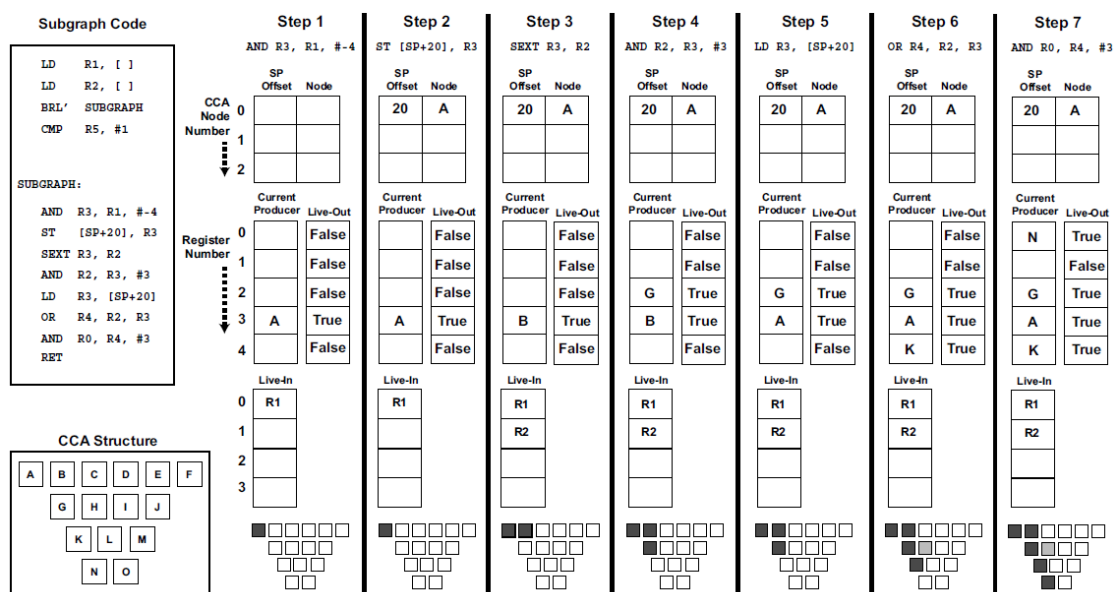 Subgraph Code
LD R1, [ ]
LD R2, [ ]
BRL' SUBGRAPH
CMP R5, #1
SUBGRAPH:
AND R3, R1, #-4
ST [SP+20], R3
SEXT R3, R2
AND R2, R3, #3
LD R3, [SP+20]
OR R4, R2, R3
AND R0, R4, #3
RET
CCA Structure
A B C D E F
G H I J
K L M
N O
CCA
Node
Number
0
1
2
Register
Number
0
1
2
3
4
0
1
2
3
Step 1
AND R3, R1, #-4
SP
Offset Node
Current
Producer Live-Out
False
False
False
A True
False
Live-In
R1
Step 2
ST [SP+20], R3
SP
Offset Node
20 A
Current
Producer Live-Out
False
False
False
A True
False
Live-In
R1
Step 3
SEXT R3, R2
SP
Offset Node
20 A
Current
Producer Live-Out
False
False
False
B True
False
Live-In
R1
R2
Step 4
AND R2, R3, #3
SP
Offset Node
20 A
Current
Producer Live-Out
False
False
G True
B True
False
Live-In
R1
R2
Step 5
LD R3, [SP+20]
SP
Offset Node
20 A
Current
Producer Live-Out
False
False
G True
A True
False
Live-In
R1
R2
Step 6
OR R4, R2, R3
SP
Offset Node
20 A
Current
Producer Live-Out
False
False
G True
A True
K True
Live-In
R1
R2
Step 7
AND R0, R4, #3
SP
Offset Node
20 A
Current
Producer Live-Out
N True
False
G True
A True
K True
Live-In
R1
R2